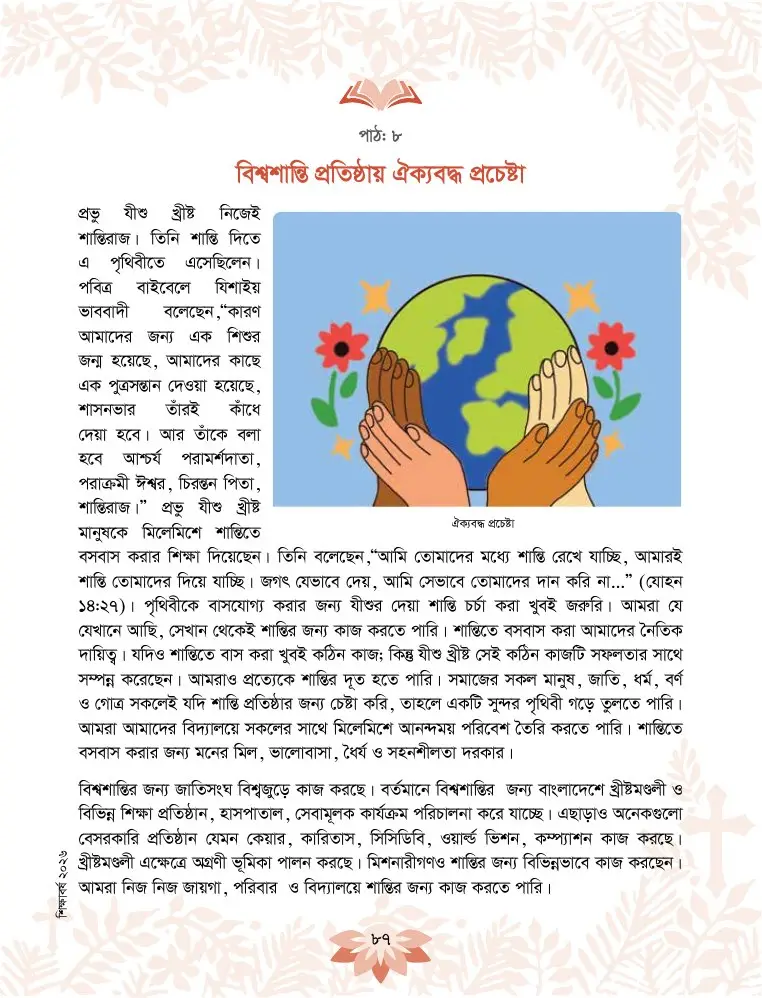 পাঠ: ৮
বিশ্বশান্তি প্রতিষ্ঠায় ঐক্যবদ্ধ প্রচেষ্টা
প্রভু যীশু খ্রীষ্ট নিজেই
শান্তিরাজ। তিনি শান্তি দিতে
এ পৃথিবীতে এসেছিলেন।
পবিত্র বাইবেলে যিশাইয়
ভাববাদী বলেছেন,“কারণ
আমাদের জন্য এক শিশুর
জন্ম হয়েছে, আমাদের কাছে
এক পুত্রসন্তান দেওয়া হয়েছে,
শাসনভার তাঁরই কাঁধে
দেয়া হবে। আর তাঁকে বলা
হবে আশ্চর্য পরামর্শদাতা,
পরাক্রমী ঈশ্বর, চিরন্তন পিতা,
শান্তিরাজ।” প্রভু যীশু খ্রীষ্ট
মানুষকে মিলেমিশে শান্তিতে
ঐক্যবদ্ধ প্রচেষ্টা
বসবাস করার শিক্ষা দিয়েছেন। তিনি বলেছেন,“আমি তোমাদের মধ্যে শান্তি রেখে যাচ্ছি, আমারই
শান্তি তোমাদের দিয়ে যাচ্ছি। জগৎ যেভাবে দেয়, আমি সেভাবে তোমাদের দান করি না...” (যোহন
১৪:২৭)। পৃথিবীকে বাসযোগ্য করার জন্য যীশুর দেয়া শান্তি চর্চা করা খুবই জরুরি। আমরা যে
যেখানে আছি, সেখান থেকেই শান্তির জন্য কাজ করতে পারি। শান্তিতে বসবাস করা আমাদের নৈতিক
দায়িত্ব। যদিও শান্তিতে বাস করা খুবই কঠিন কাজ; কিন্তু যীশু খ্রীষ্ট সেই কঠিন কাজটি সফলতার সাথে
সম্পন্ন করেছেন। আমরাও প্রত্যেকে শান্তির দূত হতে পারি। সমাজের সকল মানুষ, জাতি, ধর্ম, বর্ণ
ও গোত্র সকলেই যদি শান্তি প্রতিষ্ঠার জন্য চেষ্টা করি, তাহলে একটি সুন্দর পৃথিবী গড়ে তুলতে পারি।
আমরা আমাদের বিদ্যালয়ে সকলের সাথে মিলেমিশে আনন্দময় পরিবেশ তৈরি করতে পারি। শান্তিতে
বসবাস করার জন্য মনের মিল, ভালোবাসা, ধৈর্য ও সহনশীলতা দরকার।
বিশ্বশান্তির জন্য জাতিসংঘ বিশ্বজুড়ে কাজ করছে। বর্তমানে বিশ্বশান্তির জন্য বাংলাদেশে খ্রীষ্টমণ্ডলী ও
বিভিন্ন শিক্ষা প্রতিষ্ঠান, হাসপাতাল, সেবামূলক কার্যক্রম পরিচালনা করে যাচ্ছে। এছাড়াও অনেকগুলো
বেসরকারি প্রতিষ্ঠান যেমন কেয়ার, কারিতাস, সিসিডিবি, ওয়ার্ল্ড ভিশন, কম্প্যাশন কাজ করছে।
খ্রীষ্টমণ্ডলী এক্ষেত্রে অগ্রণী ভূমিকা পালন করছে। মিশনারীগণও শান্তির জন্য বিভিন্নভাবে কাজ করছেন।
আমরা নিজ নিজ জায়গা, পরিবার ও বিদ্যালয়ে শান্তির জন্য কাজ করতে পারি।
শিক্ষাবর্ষ ২০২৬
৮৭